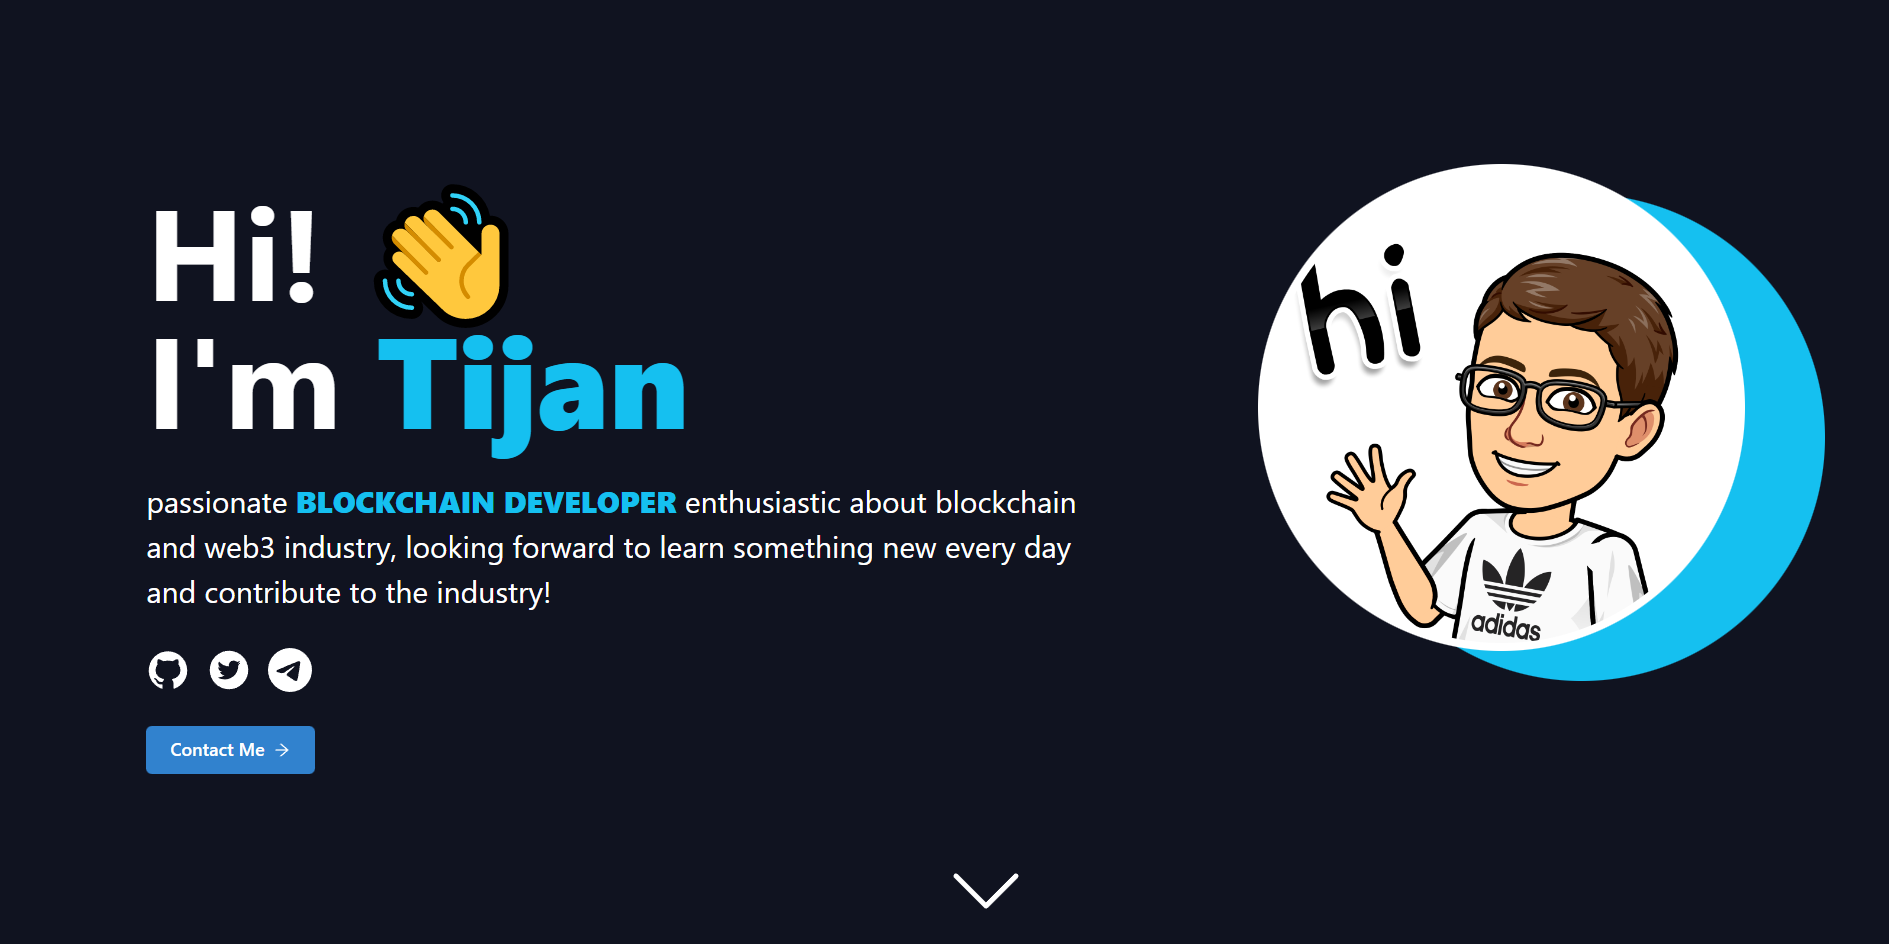 Hi! 👋
I'm Tijan
passionate BLOCKCHAIN DEVELOPER enthusiastic about blockchain
and web3 industry, looking forward to learn something new every day
and contribute to the industry!
Contact Me →
hi
adidas